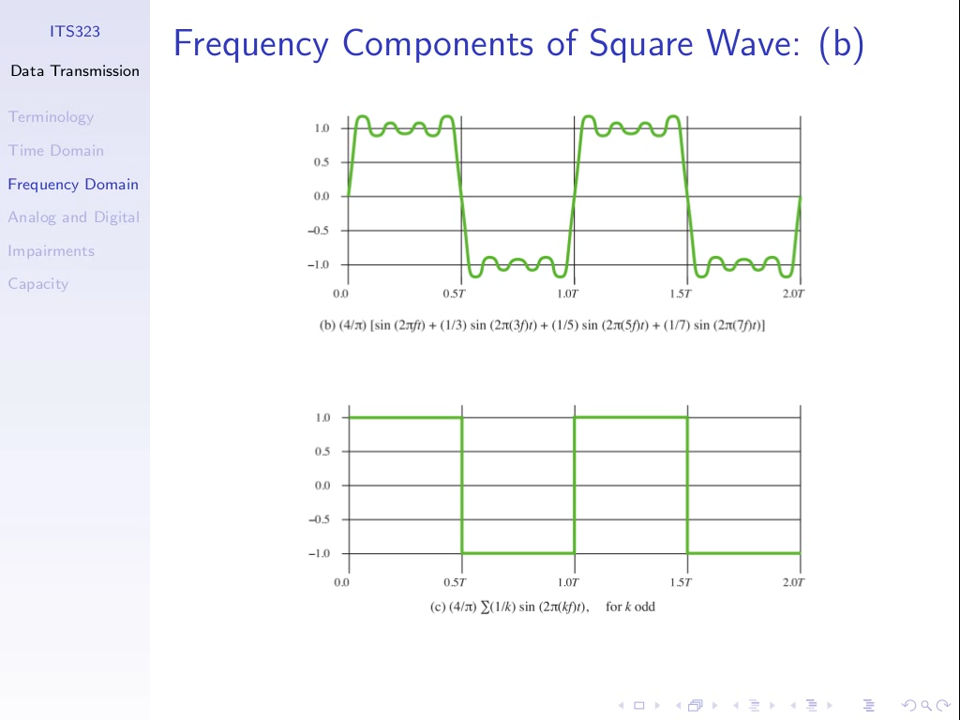 ITS323
Data Transmission
Terminology
Time Domain
Frequency Domain
Analog and Digital
Impairments
Capacity
Frequency Components of Square Wave: (b)
1.0
0.5
0.0
−0.5
−1.0
0.0 0.5T 1.0T 1.5T 2.0T
(b) (4/π) [sin (2πft) + (1/3) sin (2π(3f)t) + (1/5) sin (2π(5f)t) + (1/7) sin (2π(7f)t)]
1.0
0.5
0.0
−0.5
−1.0
0.0 0.5T 1.0T 1.5T 2.0T
(c) (4/π) ∑(1/k) sin (2π(kf)t), for k odd